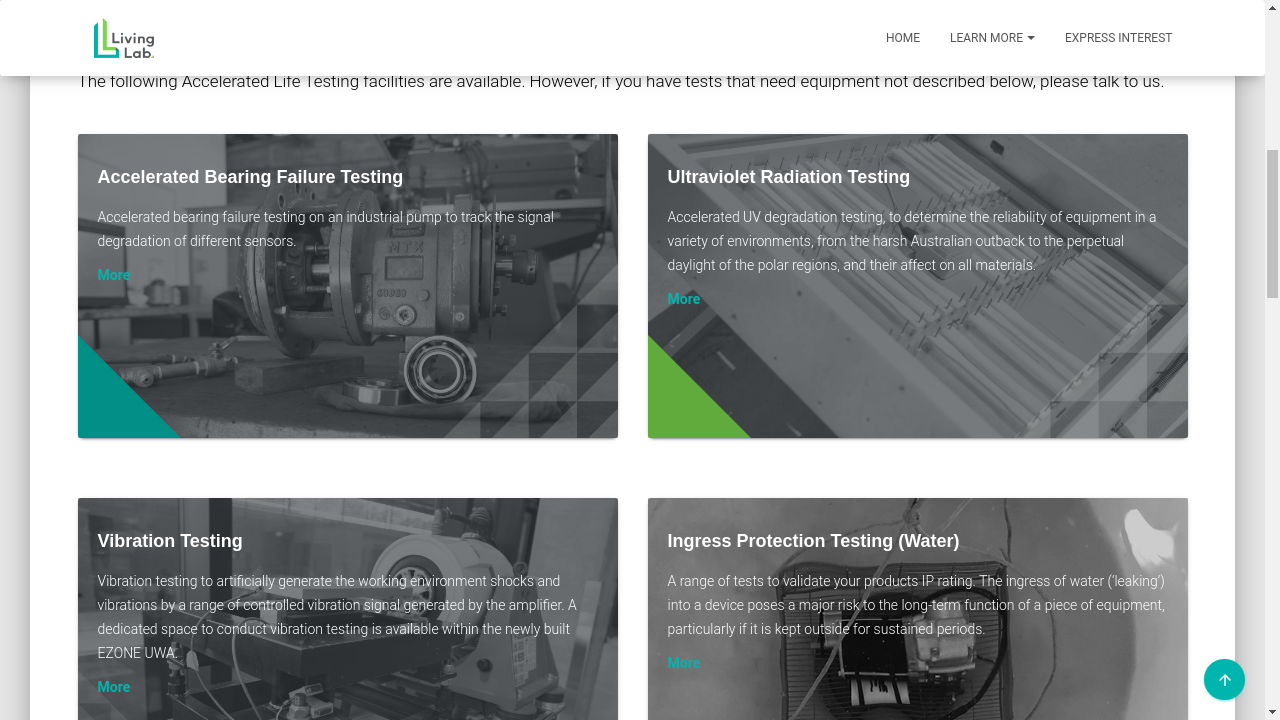 Living
Lab.
HOME
LEARN MORE
EXPRESS INTEREST
The following Accelerated Life Testing facilities are available. However, if you have tests that need equipment not described below, please talk to us.
Accelerated Bearing Failure Testing
Accelerated bearing failure testing on an industrial pump to track the signal
degradation of different sensors.
More
Ultraviolet Radiation Testing
Accelerated UV degradation testing, to determine the reliability of equipment in a
variety of environments, from the harsh Australian outback to the perpetual
daylight of the polar regions, and their affect on all materials.
More
Vibration Testing
Vibration testing to artificially generate the working environment shocks and
vibrations by a range of controlled vibration signal generated by the amplifier. A
dedicated space to conduct vibration testing is available within the newly built
EZONE UWA.
More
Ingress Protection Testing (Water)
A range of tests to validate your products IP rating. The ingress of water (‘leaking’)
into a device poses a major risk to the long-term function of a piece of equipment,
particularly if it is kept outside for sustained periods.
More